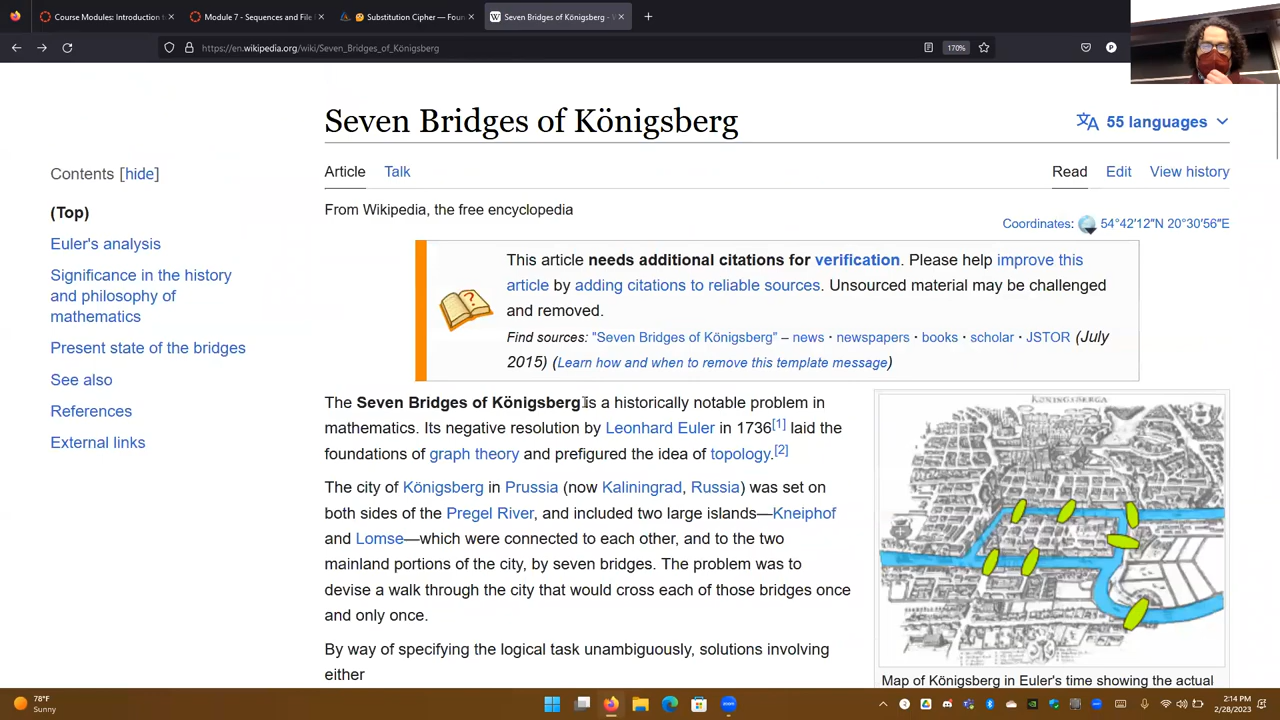 Course Modules: Introduction t
Module 7 - Sequences and File
Substitution Cipher — Foun
Seven Bridges of Königsberg - W
https://en.wikipedia.org/wiki/Seven_Bridges_of_Königsberg
170%
Seven Bridges of Königsberg
55 languages
Contents [hide]
(Top)
Euler's analysis
Significance in the history
and philosophy of
mathematics
Present state of the bridges
See also
References
External links
Article Talk
Read Edit View history
From Wikipedia, the free encyclopedia
Coordinates: 54°42′12″N 20°30′56″E
This article needs additional citations for verification. Please help improve this
article by adding citations to reliable sources. Unsourced material may be challenged
and removed.
Find sources: "Seven Bridges of Königsberg" – news · newspapers · books · scholar · JSTOR (July
2015) (Learn how and when to remove this template message)
The Seven Bridges of Königsberg is a historically notable problem in
mathematics. Its negative resolution by Leonhard Euler in 1736[1] laid the
foundations of graph theory and prefigured the idea of topology.[2]
The city of Königsberg in Prussia (now Kaliningrad, Russia) was set on
both sides of the Pregel River, and included two large islands—Kneiphof
and Lomse—which were connected to each other, and to the two
mainland portions of the city, by seven bridges. The problem was to
devise a walk through the city that would cross each of those bridges once
and only once.
By way of specifying the logical task unambiguously, solutions involving
either
KONINGSBERGA
Map of Königsberg in Euler's time showing the actual
78°F
Sunny
2:14 PM
2/28/2023